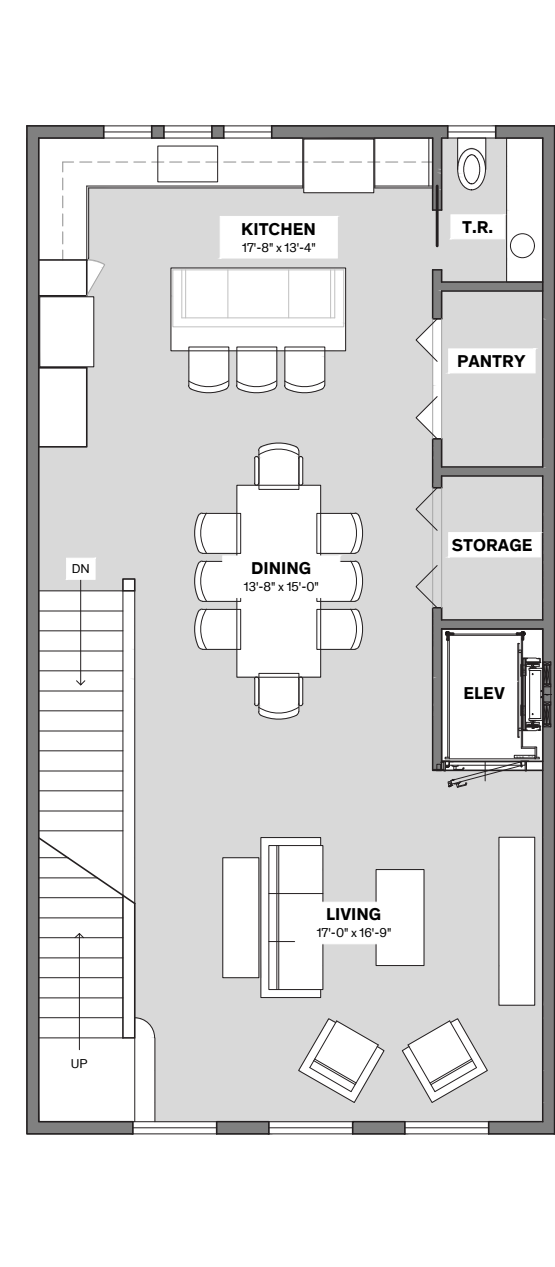 KITCHEN
17'-8" x 13'-4"
T.R.
PANTRY
STORAGE
DN
DINING
13'-8" x 15'-0"
ELEV
LIVING
17'-0" x 16'-9"
UP